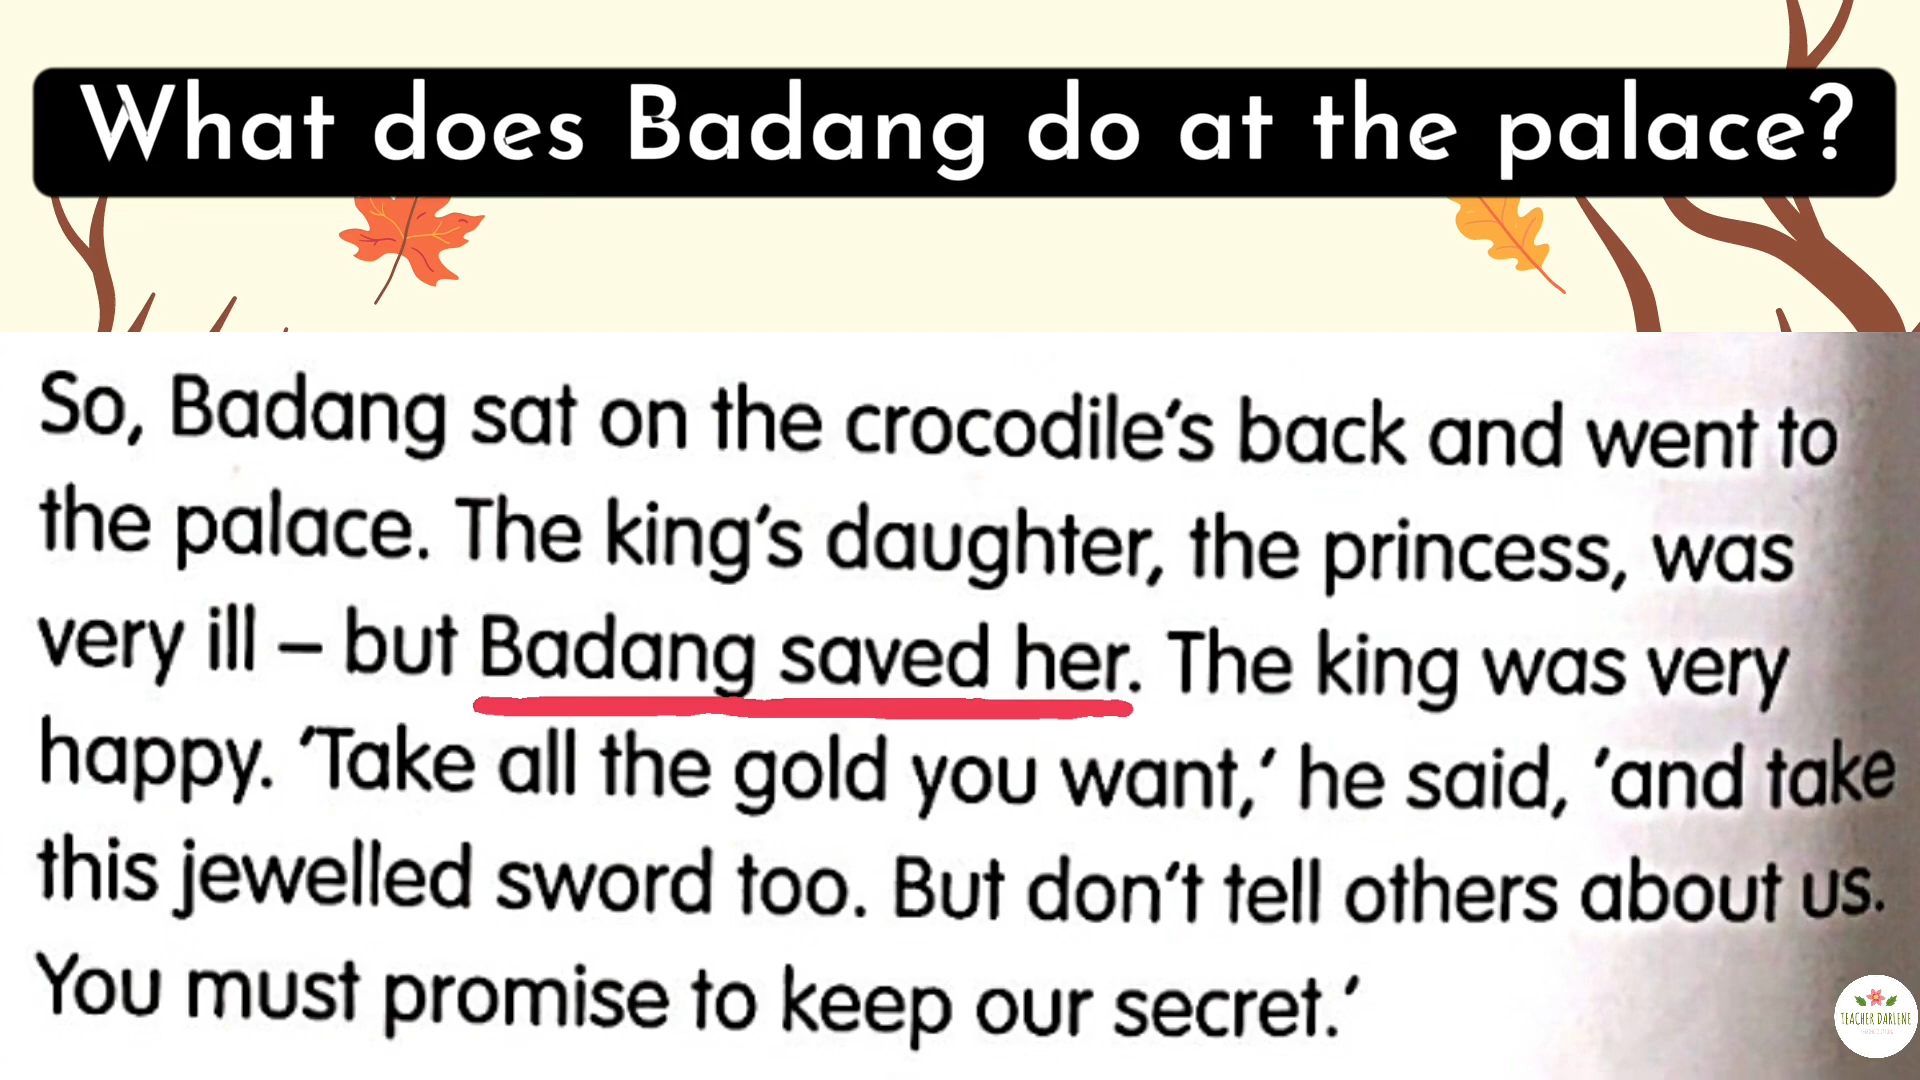 What does Badang do at the palace?
So, Badang sat on the crocodile's back and went to
the palace. The king's daughter, the princess, was
very ill – but Badang saved her. The king was very
happy. 'Take all the gold you want,' he said, 'and take
this jewelled sword too. But don't tell others about us.
You must promise to keep our secret.'
TEACHER DARLENE